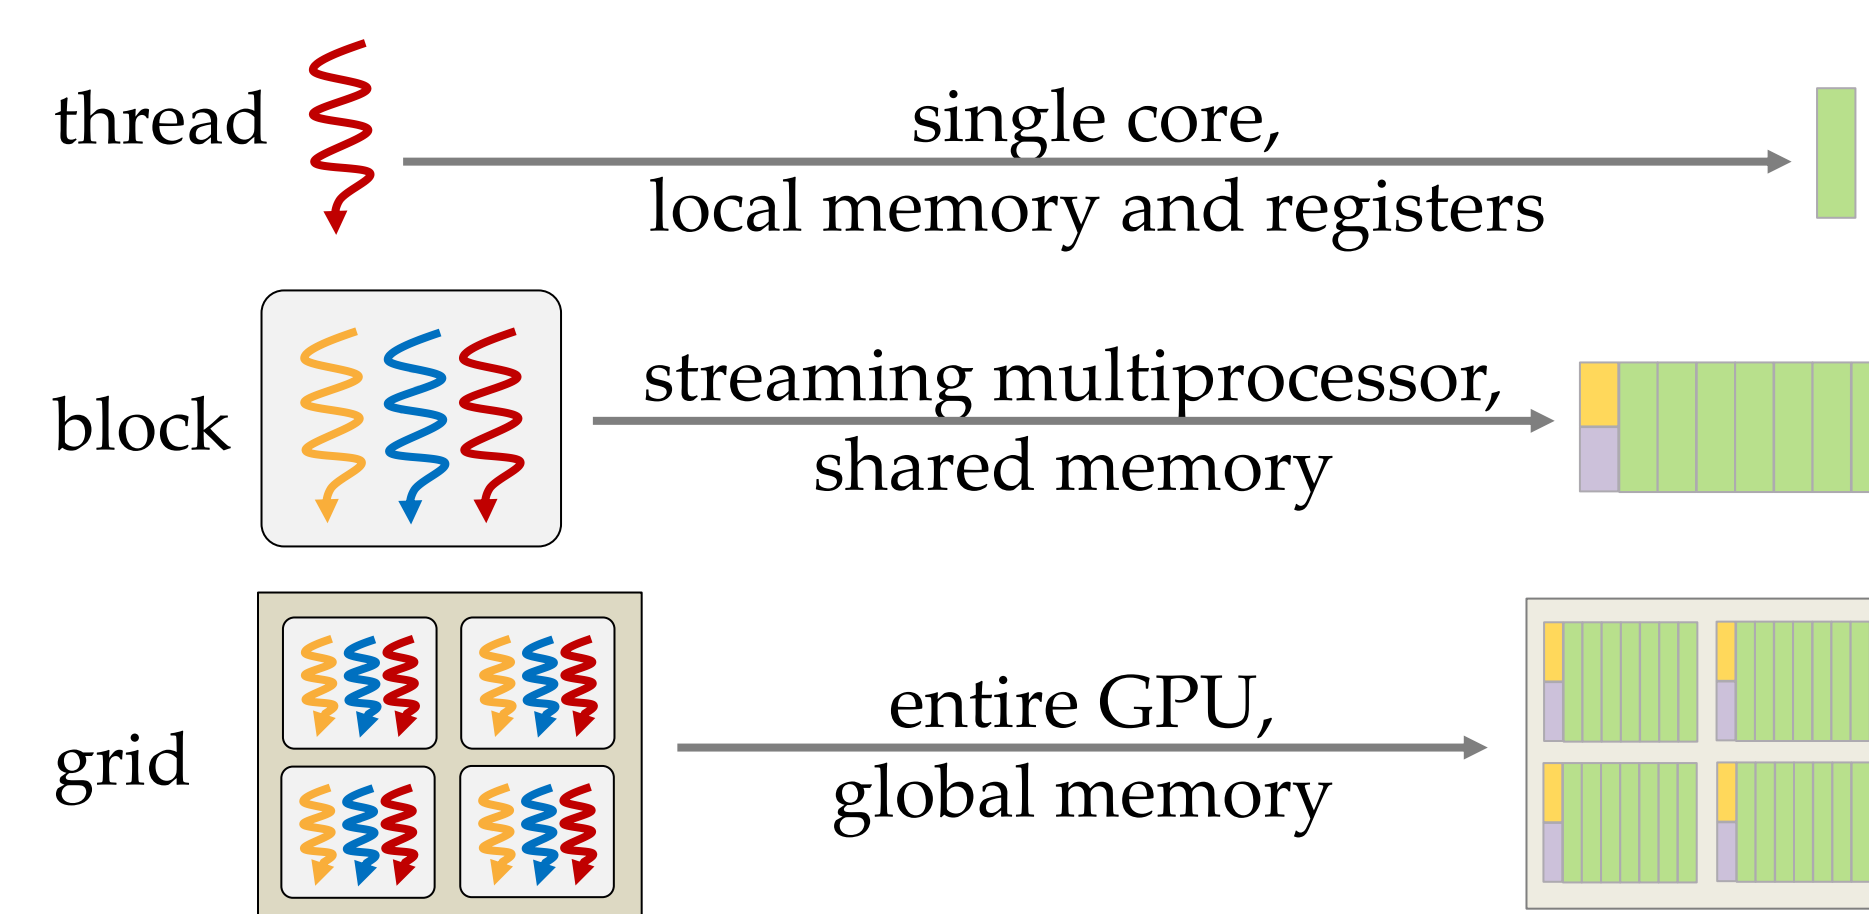 thread
single core,
local memory and registers
block
streaming multiprocessor,
shared memory
grid
entire GPU,
global memory